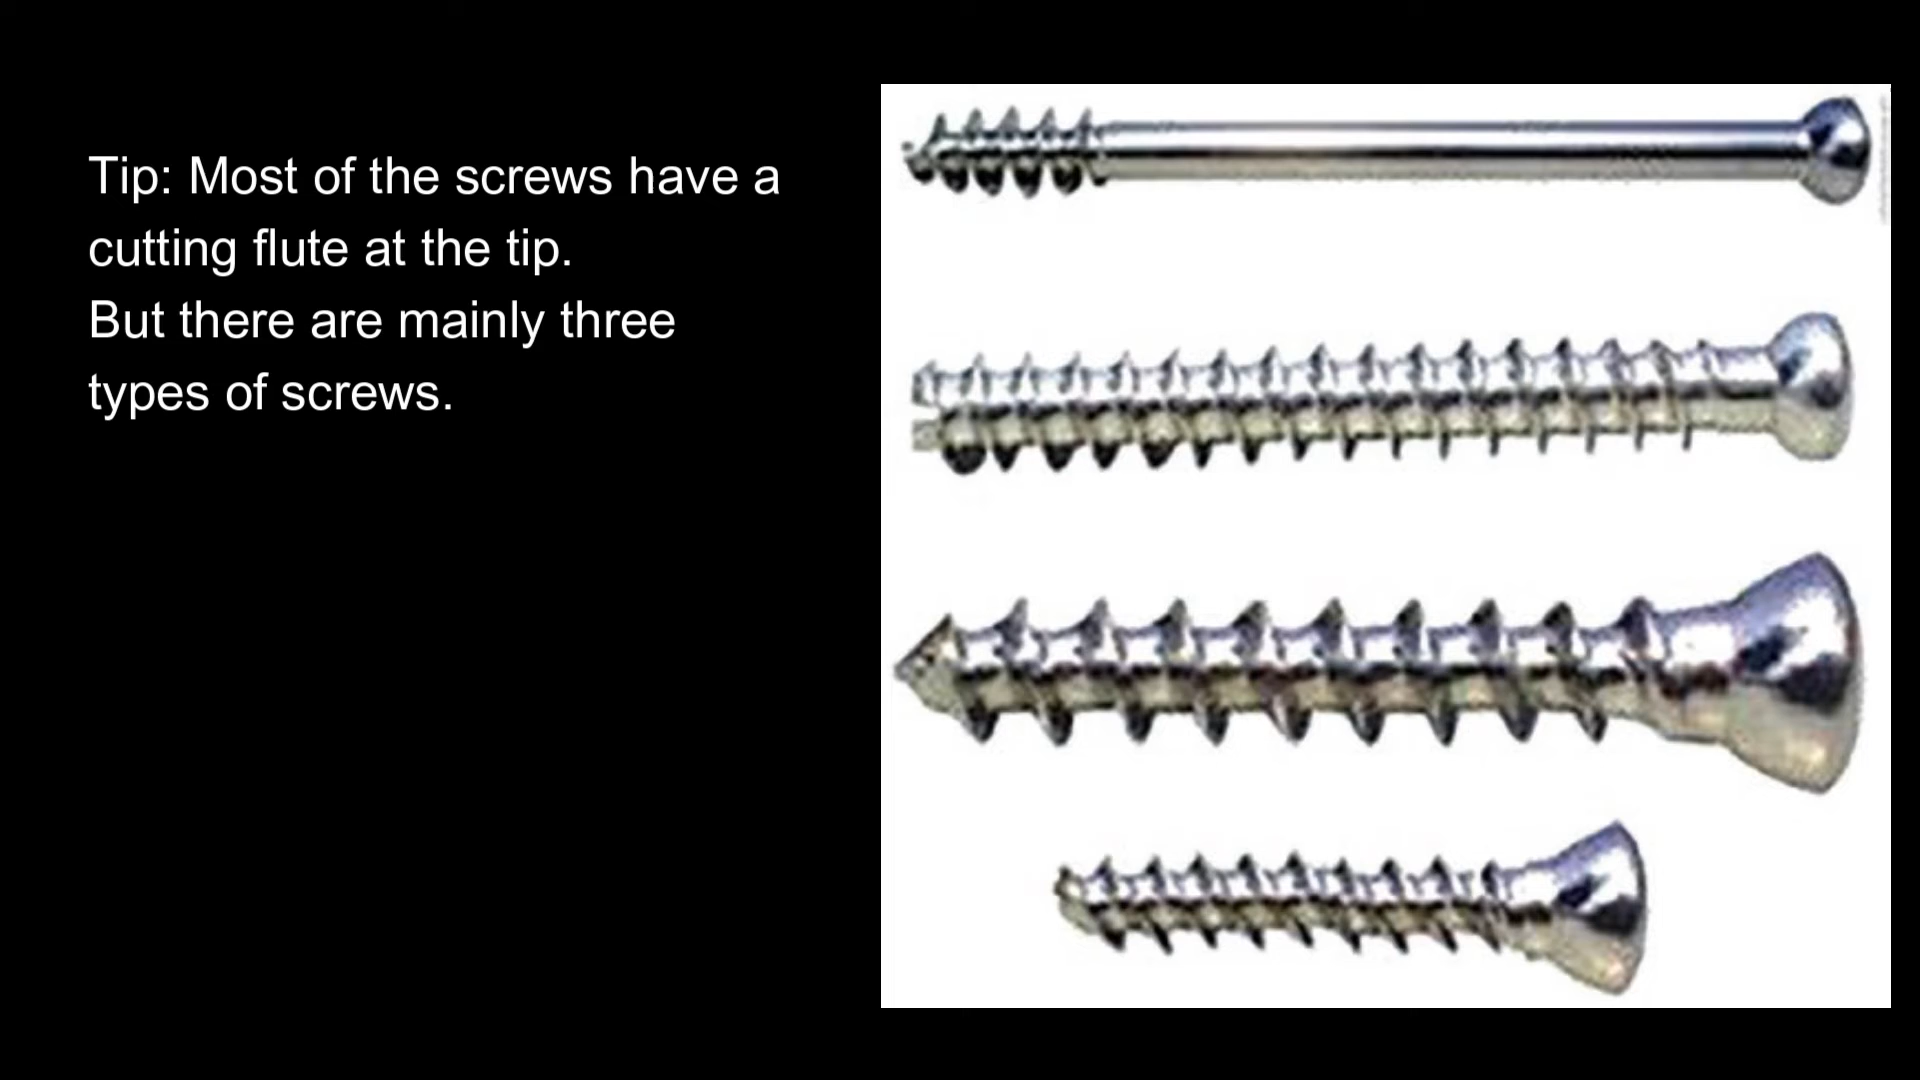 Tip: Most of the screws have a
cutting flute at the tip.
But there are mainly three
types of screws.